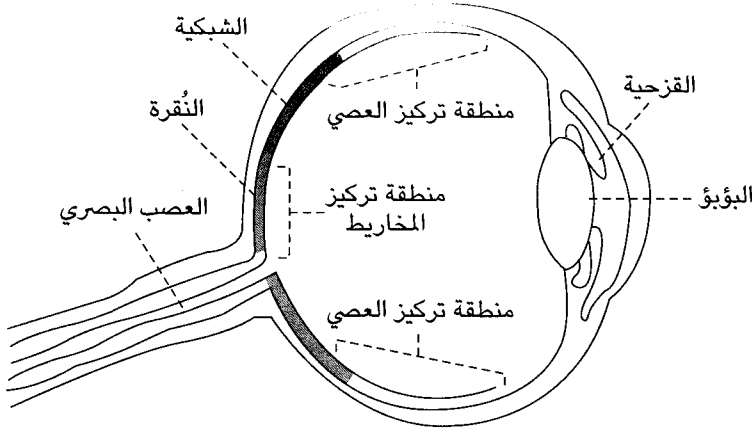 الشبكية
القزحية
منطقة تركيز العصي
النُقرة
البؤبؤ
منطقة تركيز
المخاريط
العصب البصري
منطقة تركيز العصي